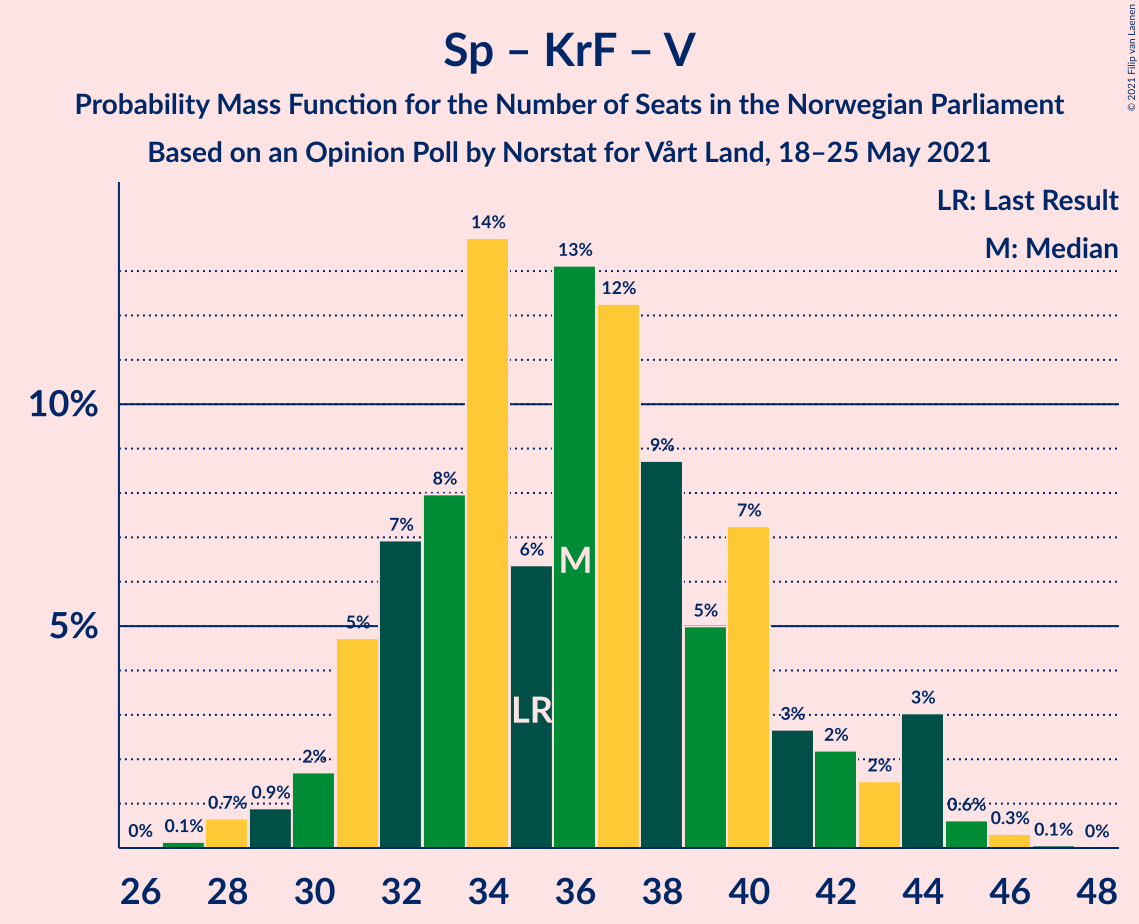 Sp – KrF – V
Probability Mass Function for the Number of Seats in the Norwegian Parliament
Based on an Opinion Poll by Norstat for Vårt Land, 18–25 May 2021
© 2021 Filip van Laenen
LR: Last Result
M: Median
10%
5%
0%
0.1%
0.7%
0.9%
2%
5%
7%
8%
14%
6%
13%
12%
9%
5%
7%
3%
2%
2%
3%
0.6%
0.3%
0.1%
0%
LR
M
26 28 30 32 34 36 38 40 42 44 46 48